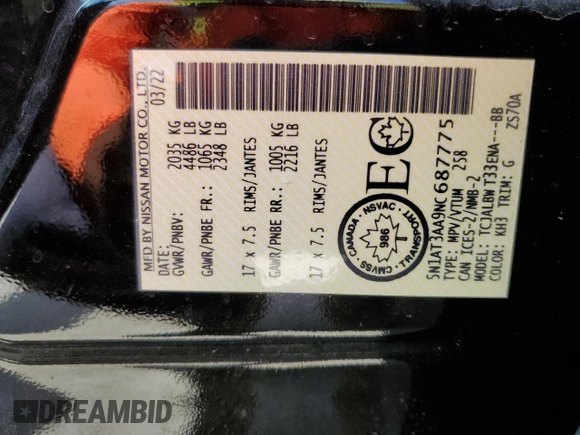 MFD BY NISSAN MOTOR CO., LTD.
DATE: 03/22
GVWR/PNBV: 2035 KG
4486 LB
GAWR/PNBE FR.: 1065 KG
2348 LB
17 x 7.5 RIMS/JANTES
GAWR/PNBE RR.: 1005 KG
2216 LB
17 x 7.5 RIMS/JANTES
CANADA · NSVAC · TRANSPORT · CMVSS
986
T
EC
5N1AT3AA9NC687775
TYPE: MPV/VTUM 258
CAN ICES-2/NMB-2
MODEL: TCJALBW T33ENA---BB
COLOR: KH3 TRIM: G ZS70A
DREAMBID